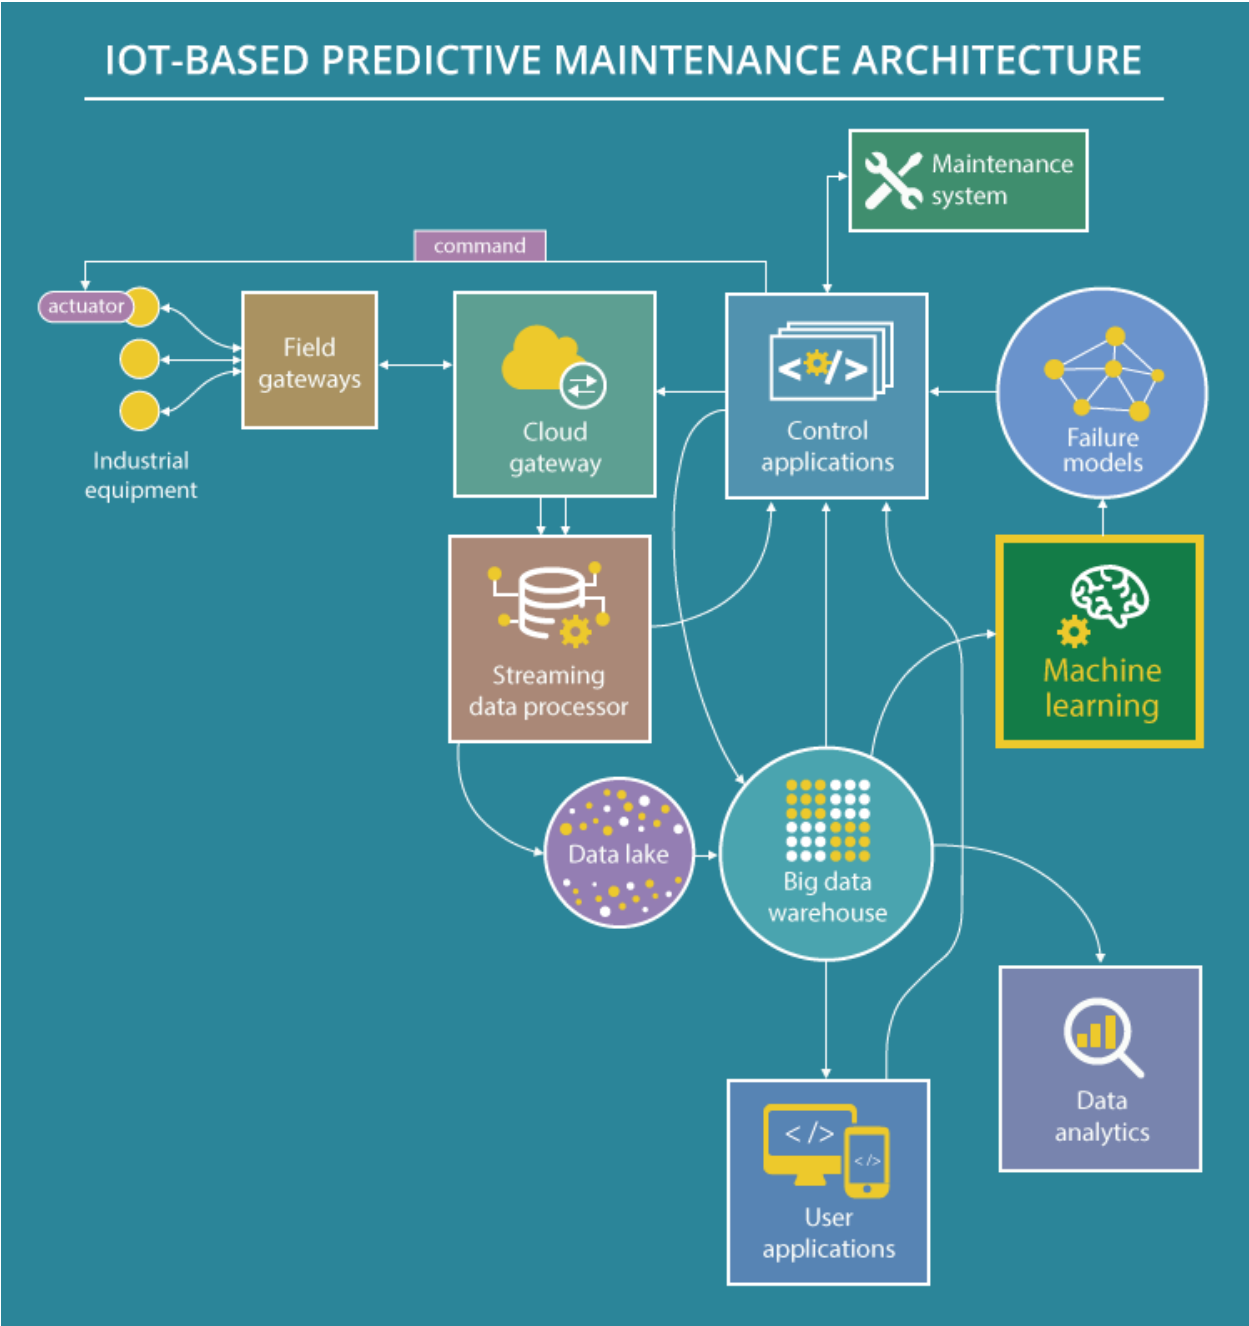 IOT-BASED PREDICTIVE MAINTENANCE ARCHITECTURE
Maintenance
system
command
actuator
Industrial
equipment
Field
gateways
Cloud
gateway
</>
Control
applications
Failure
models
Streaming
data processor
Machine
learning
Data lake
Big data
warehouse
Data
analytics
</>
</>
User
applications